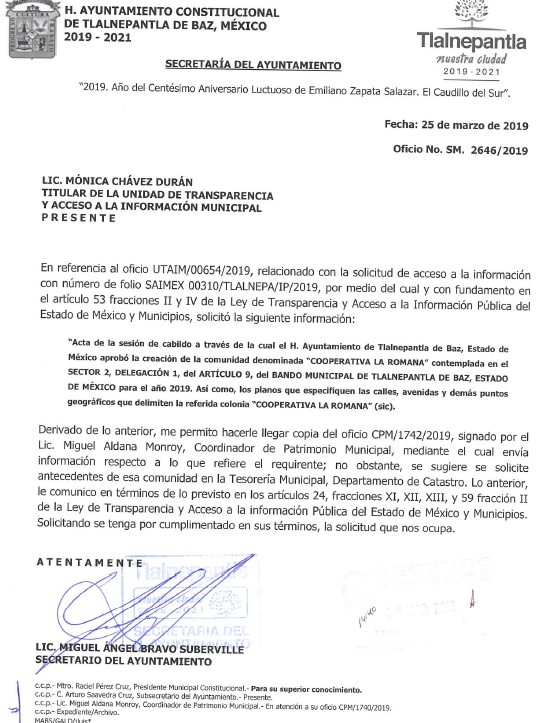 H. AYUNTAMIENTO CONSTITUCIONAL
DE TLALNEPANTLA DE BAZ, MÉXICO
2019 - 2021
Tlalnepantla
nuestra ciudad
2019 - 2021
SECRETARÍA DEL AYUNTAMIENTO
"2019. Año del Centésimo Aniversario Luctuoso de Emiliano Zapata Salazar. El Caudillo del Sur".
Fecha: 25 de marzo de 2019
Oficio No. SM. 2646/2019
LIC. MÓNICA CHÁVEZ DURÁN
TITULAR DE LA UNIDAD DE TRANSPARENCIA
Y ACCESO A LA INFORMACIÓN MUNICIPAL
P R E S E N T E
En referencia al oficio UTAIM/00654/2019, relacionado con la solicitud de acceso a la información
con número de folio SAIMEX 00310/TLALNEPA/IP/2019, por medio del cual y con fundamento en
el artículo 53 fracciones II y IV de la Ley de Transparencia y Acceso a la Información Pública del
Estado de México y Municipios, solicitó la siguiente información:
"Acta de la sesión de cabildo a través de la cual el H. Ayuntamiento de Tlalnepantla de Baz, Estado de
México aprobó la creación de la comunidad denominada "COOPERATIVA LA ROMANA" contemplada en el
SECTOR 2, DELEGACIÓN 1, del ARTÍCULO 9, del BANDO MUNICIPAL DE TLALNEPANTLA DE BAZ, ESTADO
DE MÉXICO para el año 2019. Así como, los planos que especifiquen las calles, avenidas y demás puntos
geográficos que delimiten la referida colonia "COOPERATIVA LA ROMANA" (sic).
Derivado de lo anterior, me permito hacerle llegar copia del oficio CPM/1742/2019, signado por el
Lic. Miguel Aldana Monroy, Coordinador de Patrimonio Municipal, mediante el cual envía
información respecto a lo que refiere el requirente; no obstante, se sugiere se solicite
antecedentes de esa comunidad en la Tesorería Municipal, Departamento de Catastro. Lo anterior,
le comunico en términos de lo previsto en los artículos 24, fracciones XI, XII, XIII, y 59 fracción II
de la Ley de Transparencia y Acceso a la información Pública del Estado de México y Municipios.
Solicitando se tenga por cumplimentado en sus términos, la solicitud que nos ocupa.
A T E N T A M E N T E
Tlalnepantla
nuestra ciudad
2019 - 2021
SECRETARIA DEL
AYUNTAMIENTO
LIC. MIGUEL ÁNGEL BRAVO SUBERVILLE
SECRETARIO DEL AYUNTAMIENTO
c.c.p.- Mtro. Raciel Pérez Cruz, Presidente Municipal Constitucional.- Para su superior conocimiento.
c.c.p.- C. Arturo Saavedra Cruz, Subsecretario del Ayuntamiento.- Presente.
c.c.p.- Lic. Miguel Aldana Monroy, Coordinador de Patrimonio Municipal.- En atención a su oficio CPM/1740/2019.
c.c.p.- Expediente/Archivo.